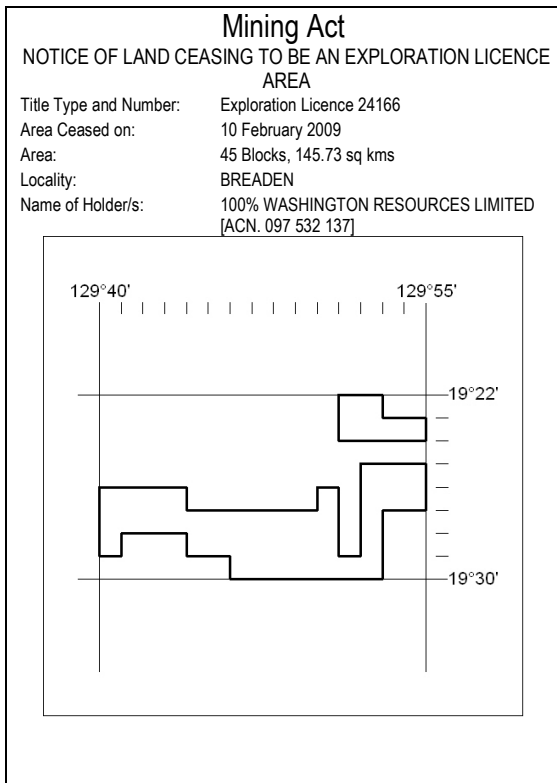 Mining Act
NOTICE OF LAND CEASING TO BE AN EXPLORATION LICENCE
AREA
Title Type and Number: Exploration Licence 24166
Area Ceased on: 10 February 2009
Area: 45 Blocks, 145.73 sq kms
Locality: BREADEN
Name of Holder/s: 100% WASHINGTON RESOURCES LIMITED
[ACN. 097 532 137]
129°40' 129°55'
19°22'
19°30'